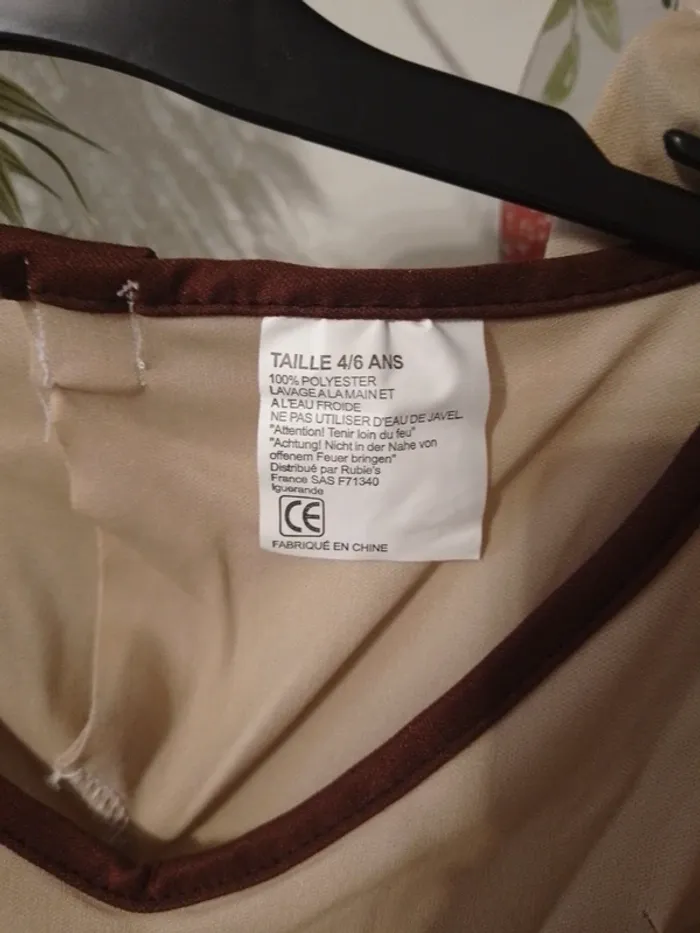 TAILLE 4/6 ANS
100% POLYESTER
LAVAGE A LA MAIN ET
A L'EAU FROIDE
NE PAS UTILISER D'EAU DE JAVEL
"Attention! Tenir loin du feu"
"Achtung! Nicht in der Nahe von
offenem Feuer bringen"
Distribué par Rubie's
France SAS F71340
Iguerande
CE
FABRIQUÉ EN CHINE